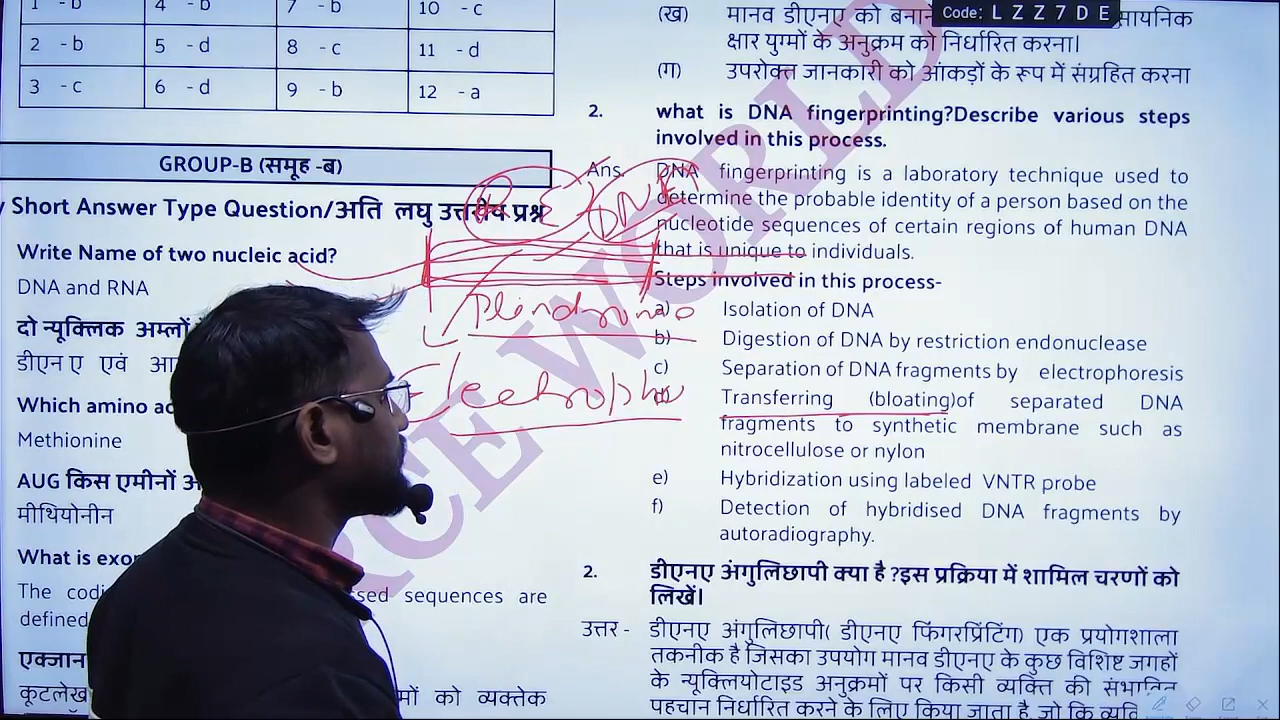 1 - b 4 - b 7 - b 10 - c
2 - b 5 - d 8 - c 11 - d
3 - c 6 - d 9 - b 12 - a
GROUP-B (समूह -ब)
Short Answer Type Question/अति लघु उत्तरीय प्रश्न
Write Name of two nucleic acid?
DNA and RNA
दो न्यूक्लिक अम्लों
डीएनए एवं
Which amino
Methionine
AUG किस एमीनों
मीथियोनीन
What is
The sequences are
defined
कूटलेख को व्यक्तेक
Code: L Z Z 7 D E
(ख) मानव डीएनए को
क्षार युग्मों के अनुक्रम को निर्धारित करना।
(ग) उपरोक्त जानकारी को आंकड़ों के रूप में संग्रहित करना
2. what is DNA fingerprinting?Describe various steps
involved in this process.
Ans. DNA fingerprinting is a laboratory technique used to
determine the probable identity of a person based on the
nucleotide sequences of certain regions of human DNA
that is unique to individuals.
Steps involved in this process-
a) Isolation of DNA
b) Digestion of DNA by restriction endonuclease
c) Separation of DNA fragments by electrophoresis
d) Transferring (bloating)of separated DNA
fragments to synthetic membrane such as
nitrocellulose or nylon
e) Hybridization using labeled VNTR probe
f) Detection of hybridised DNA fragments by
autoradiography.
2. डीएनए अंगुलिछापी क्या है ?इस प्रक्रिया में शामिल चरणों को
लिखें।
उत्तर - डीएनए अंगुलिछापी( डीएनए फिंगरप्रिंटिंग) एक प्रयोगशाला
तकनीक है जिसका उपयोग मानव डीएनए के कुछ विशिष्ट जगहों
के न्यूक्लियोटाइड अनुक्रमों पर किसी व्यक्ति की संभावित
पहचान निर्धारित करने के लिए किया जाता है, जो कि
DNA
RCE WORLD